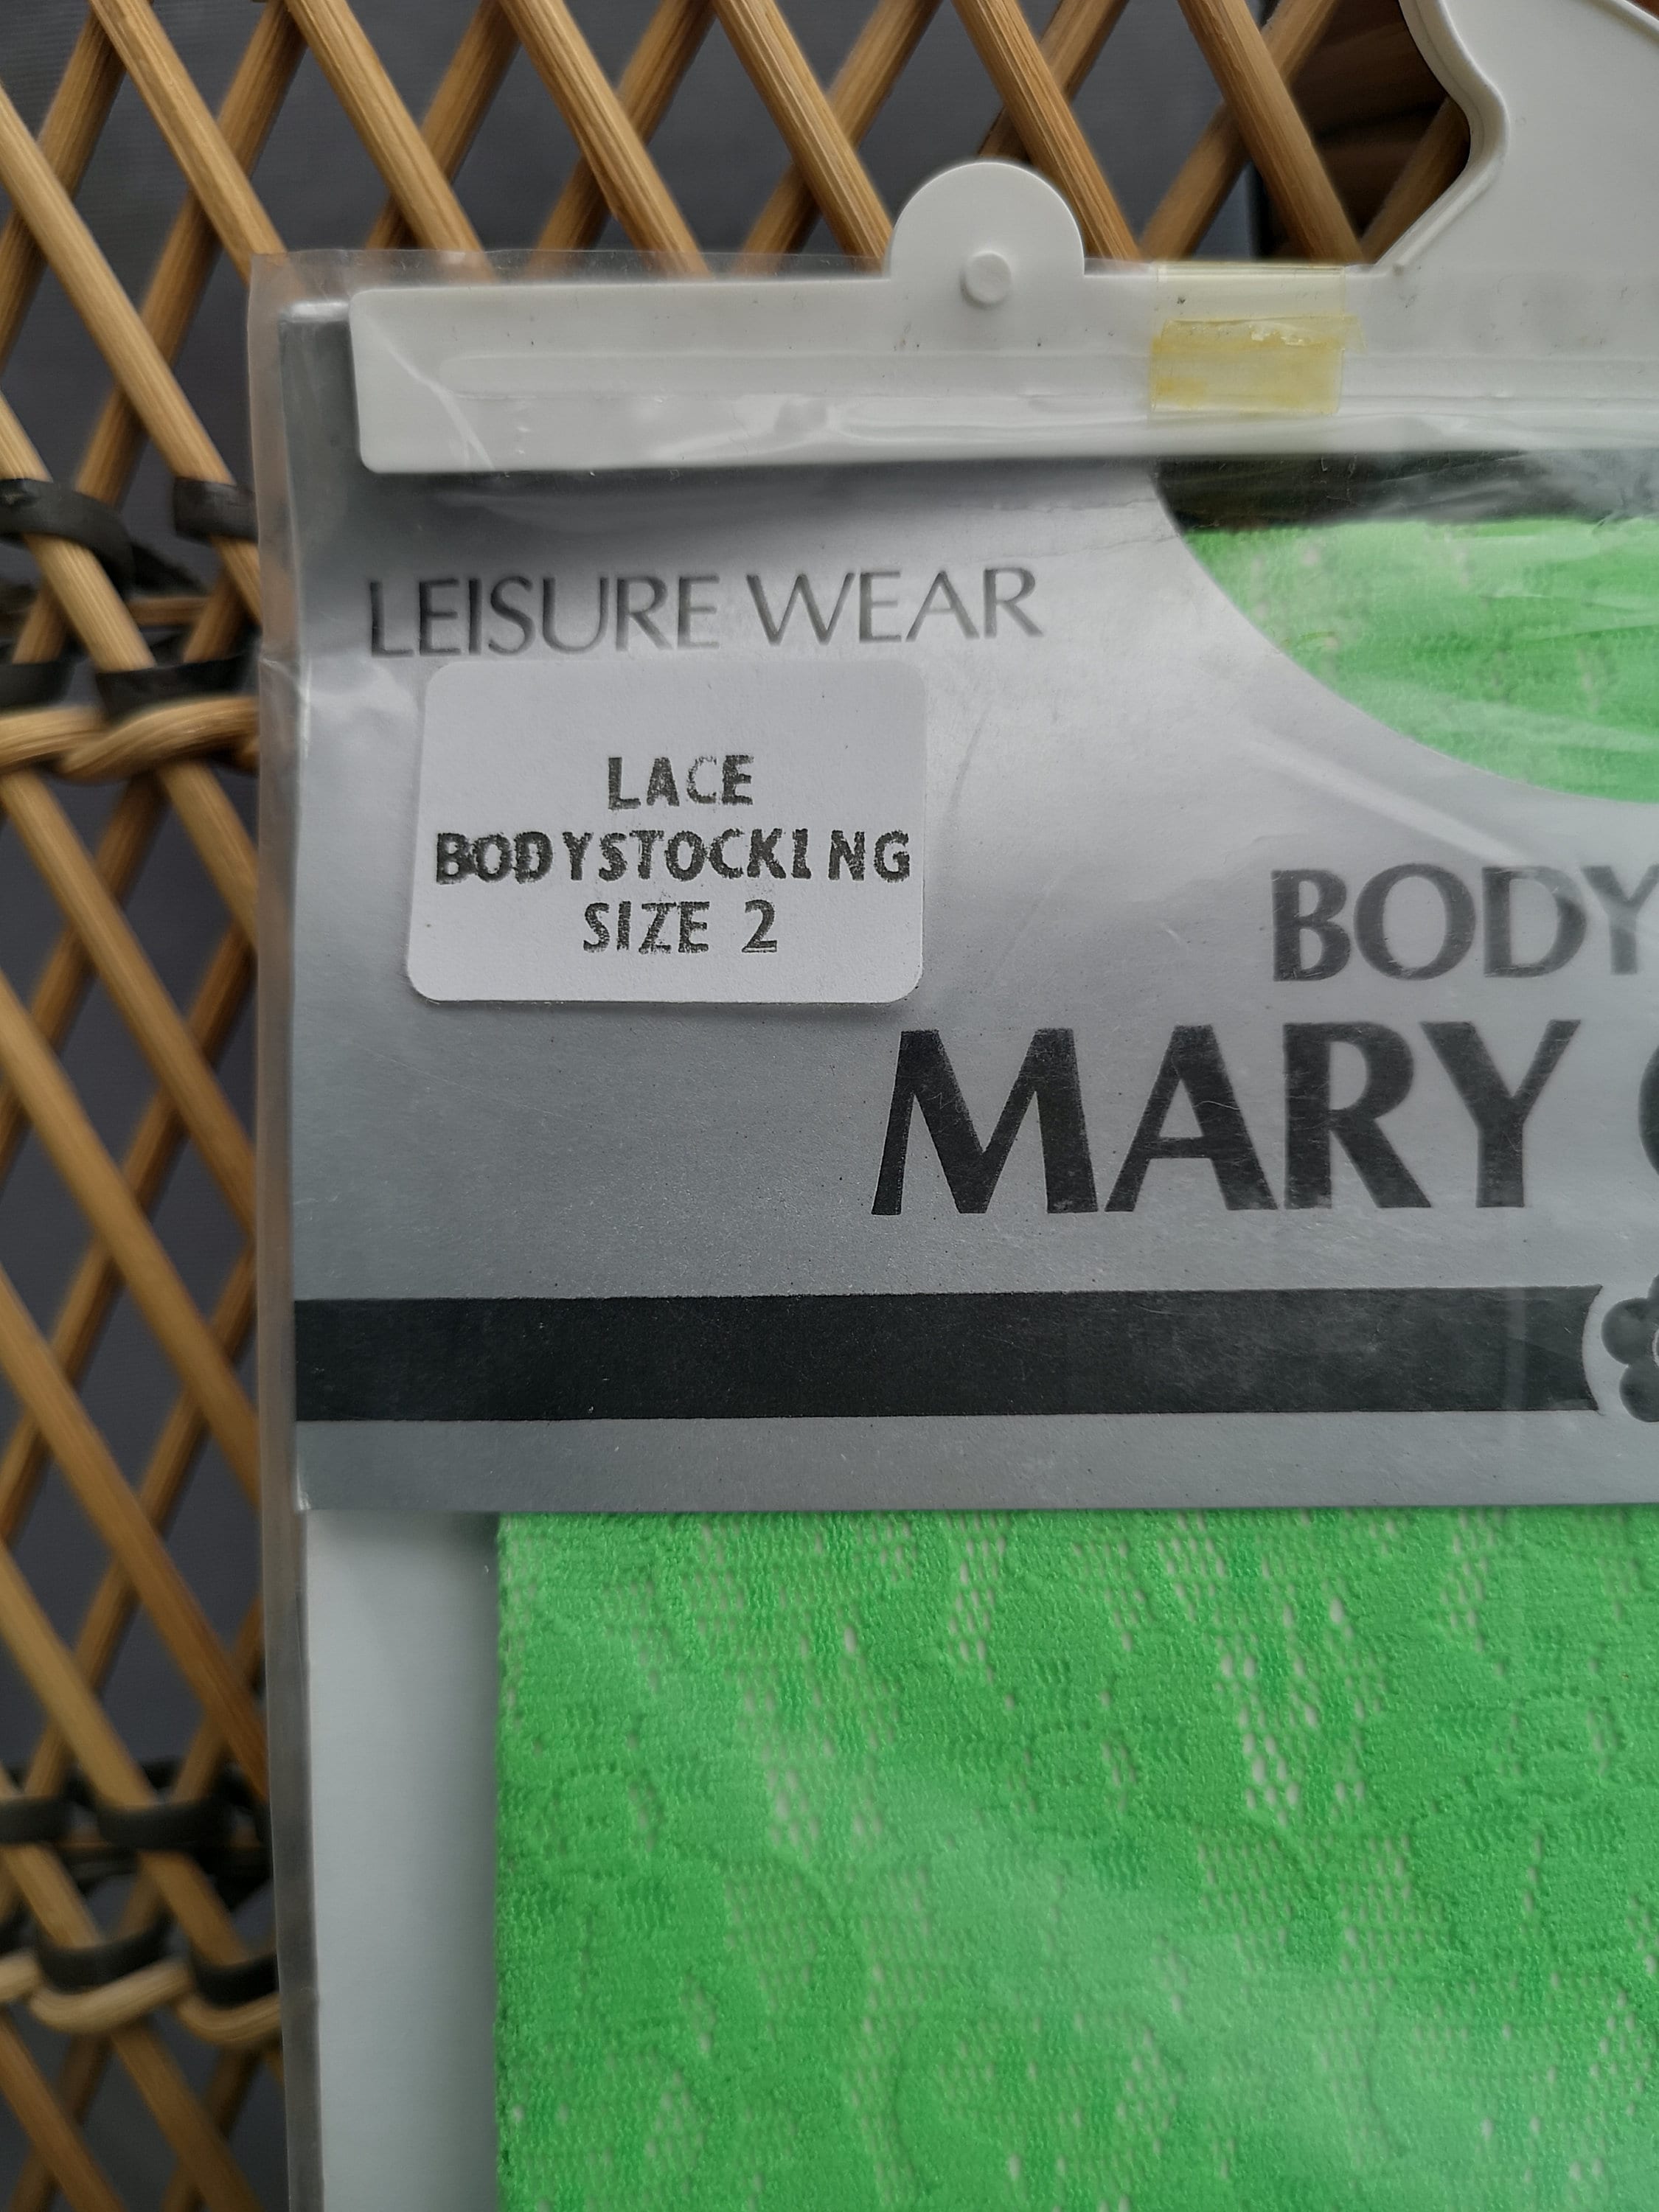 LEISURE WEAR
LACE
BODYSTOCKING
SIZE 2
BODY
MARY